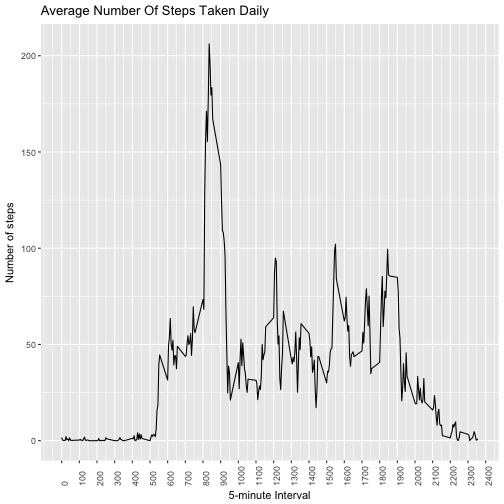 Average Number Of Steps Taken Daily
Number of steps
200
150
100
50
0
0 100 200 300 400 500 600 700 800 900 1000 1100 1200 1300 1400 1500 1600 1700 1800 1900 2000 2100 2200 2300 2400
5-minute Interval